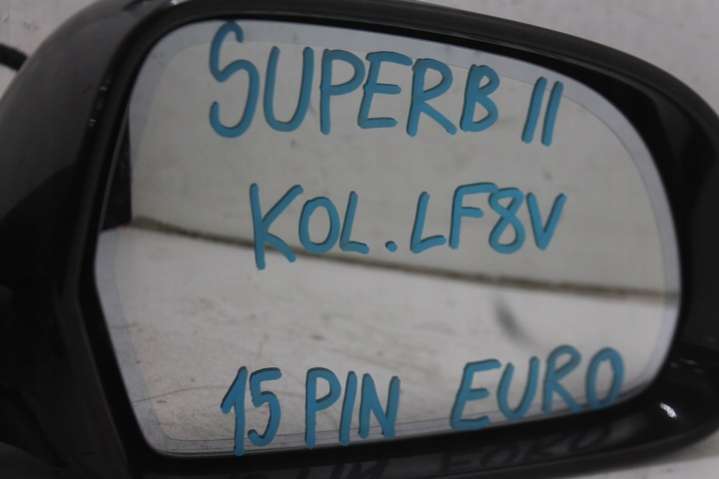 SUPERB II
KOL. LF8V
15 PIN EURO